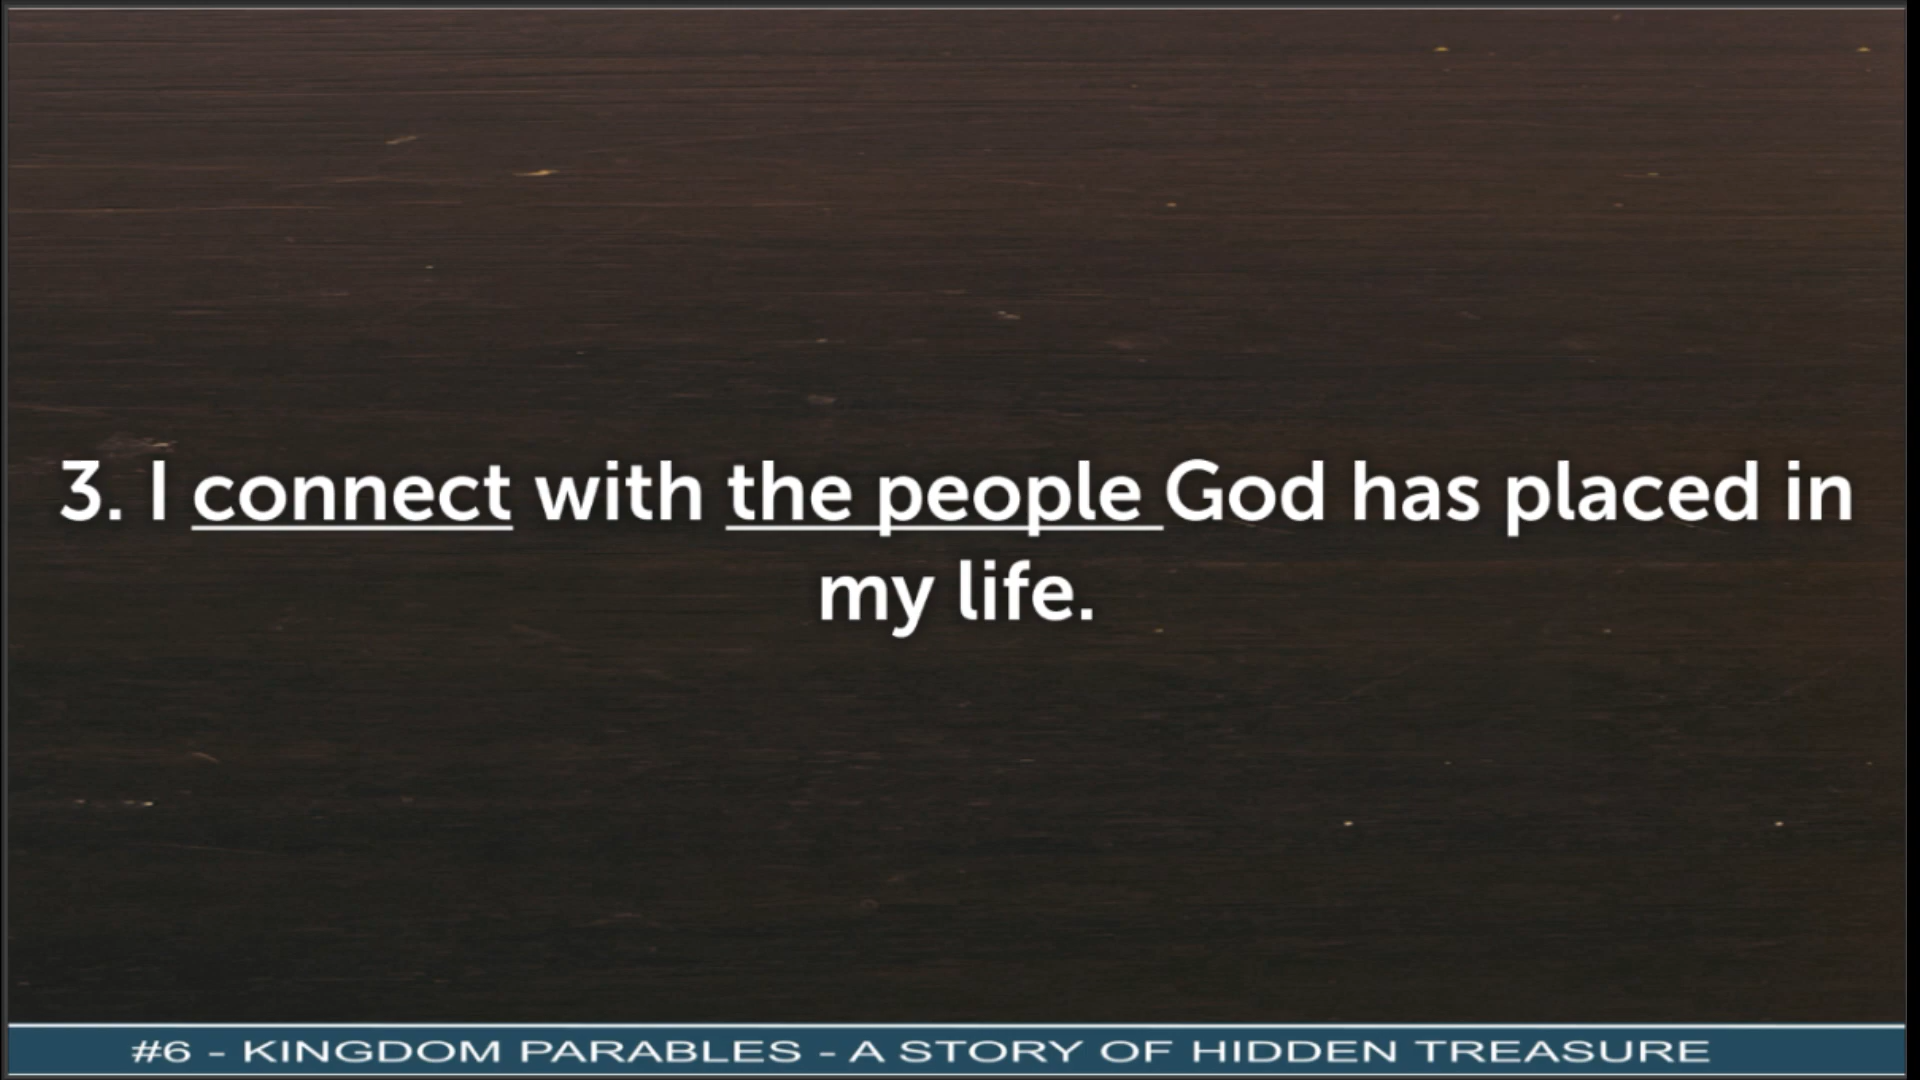 3. I connect with the people God has placed in
my life.
#6 - KINGDOM PARABLES - A STORY OF HIDDEN TREASURE